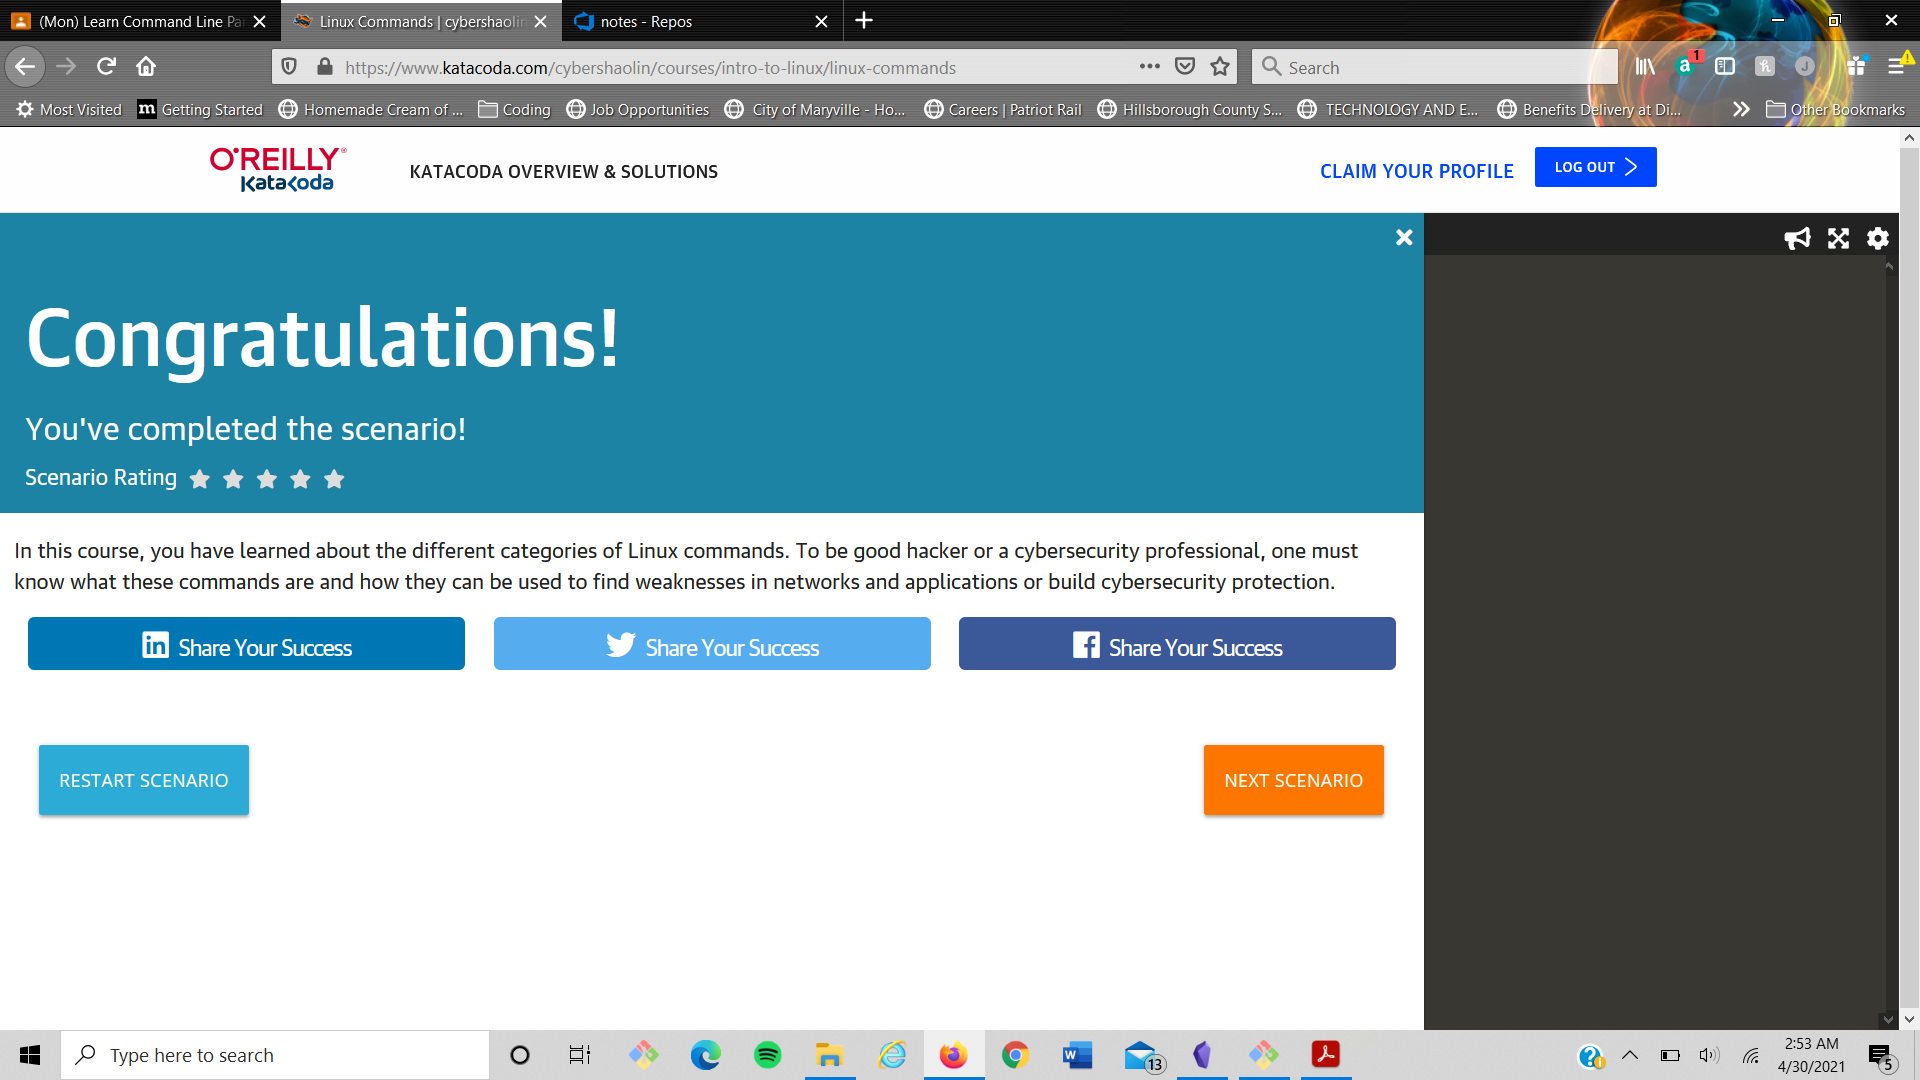 (Mon) Learn Command Line Pa
Linux Commands | cybershaolin
notes - Repos
https://www.katacoda.com/cybershaolin/courses/intro-to-linux/linux-commands
Search
1
a
J
Most Visited
m
Getting Started
Homemade Cream of ...
Coding
Job Opportunities
City of Maryville - Ho...
Careers | Patriot Rail
Hillsborough County S...
TECHNOLOGY AND E...
Benefits Delivery at Di...
Other Bookmarks
O'REILLY®
Katacoda
KATACODA OVERVIEW & SOLUTIONS
CLAIM YOUR PROFILE
LOG OUT
Congratulations!
You've completed the scenario!
Scenario Rating
In this course, you have learned about the different categories of Linux commands. To be good hacker or a cybersecurity professional, one must
know what these commands are and how they can be used to find weaknesses in networks and applications or build cybersecurity protection.
in Share Your Success
Share Your Success
Share Your Success
RESTART SCENARIO
NEXT SCENARIO
Type here to search
W
13
2:53 AM
4/30/2021
5